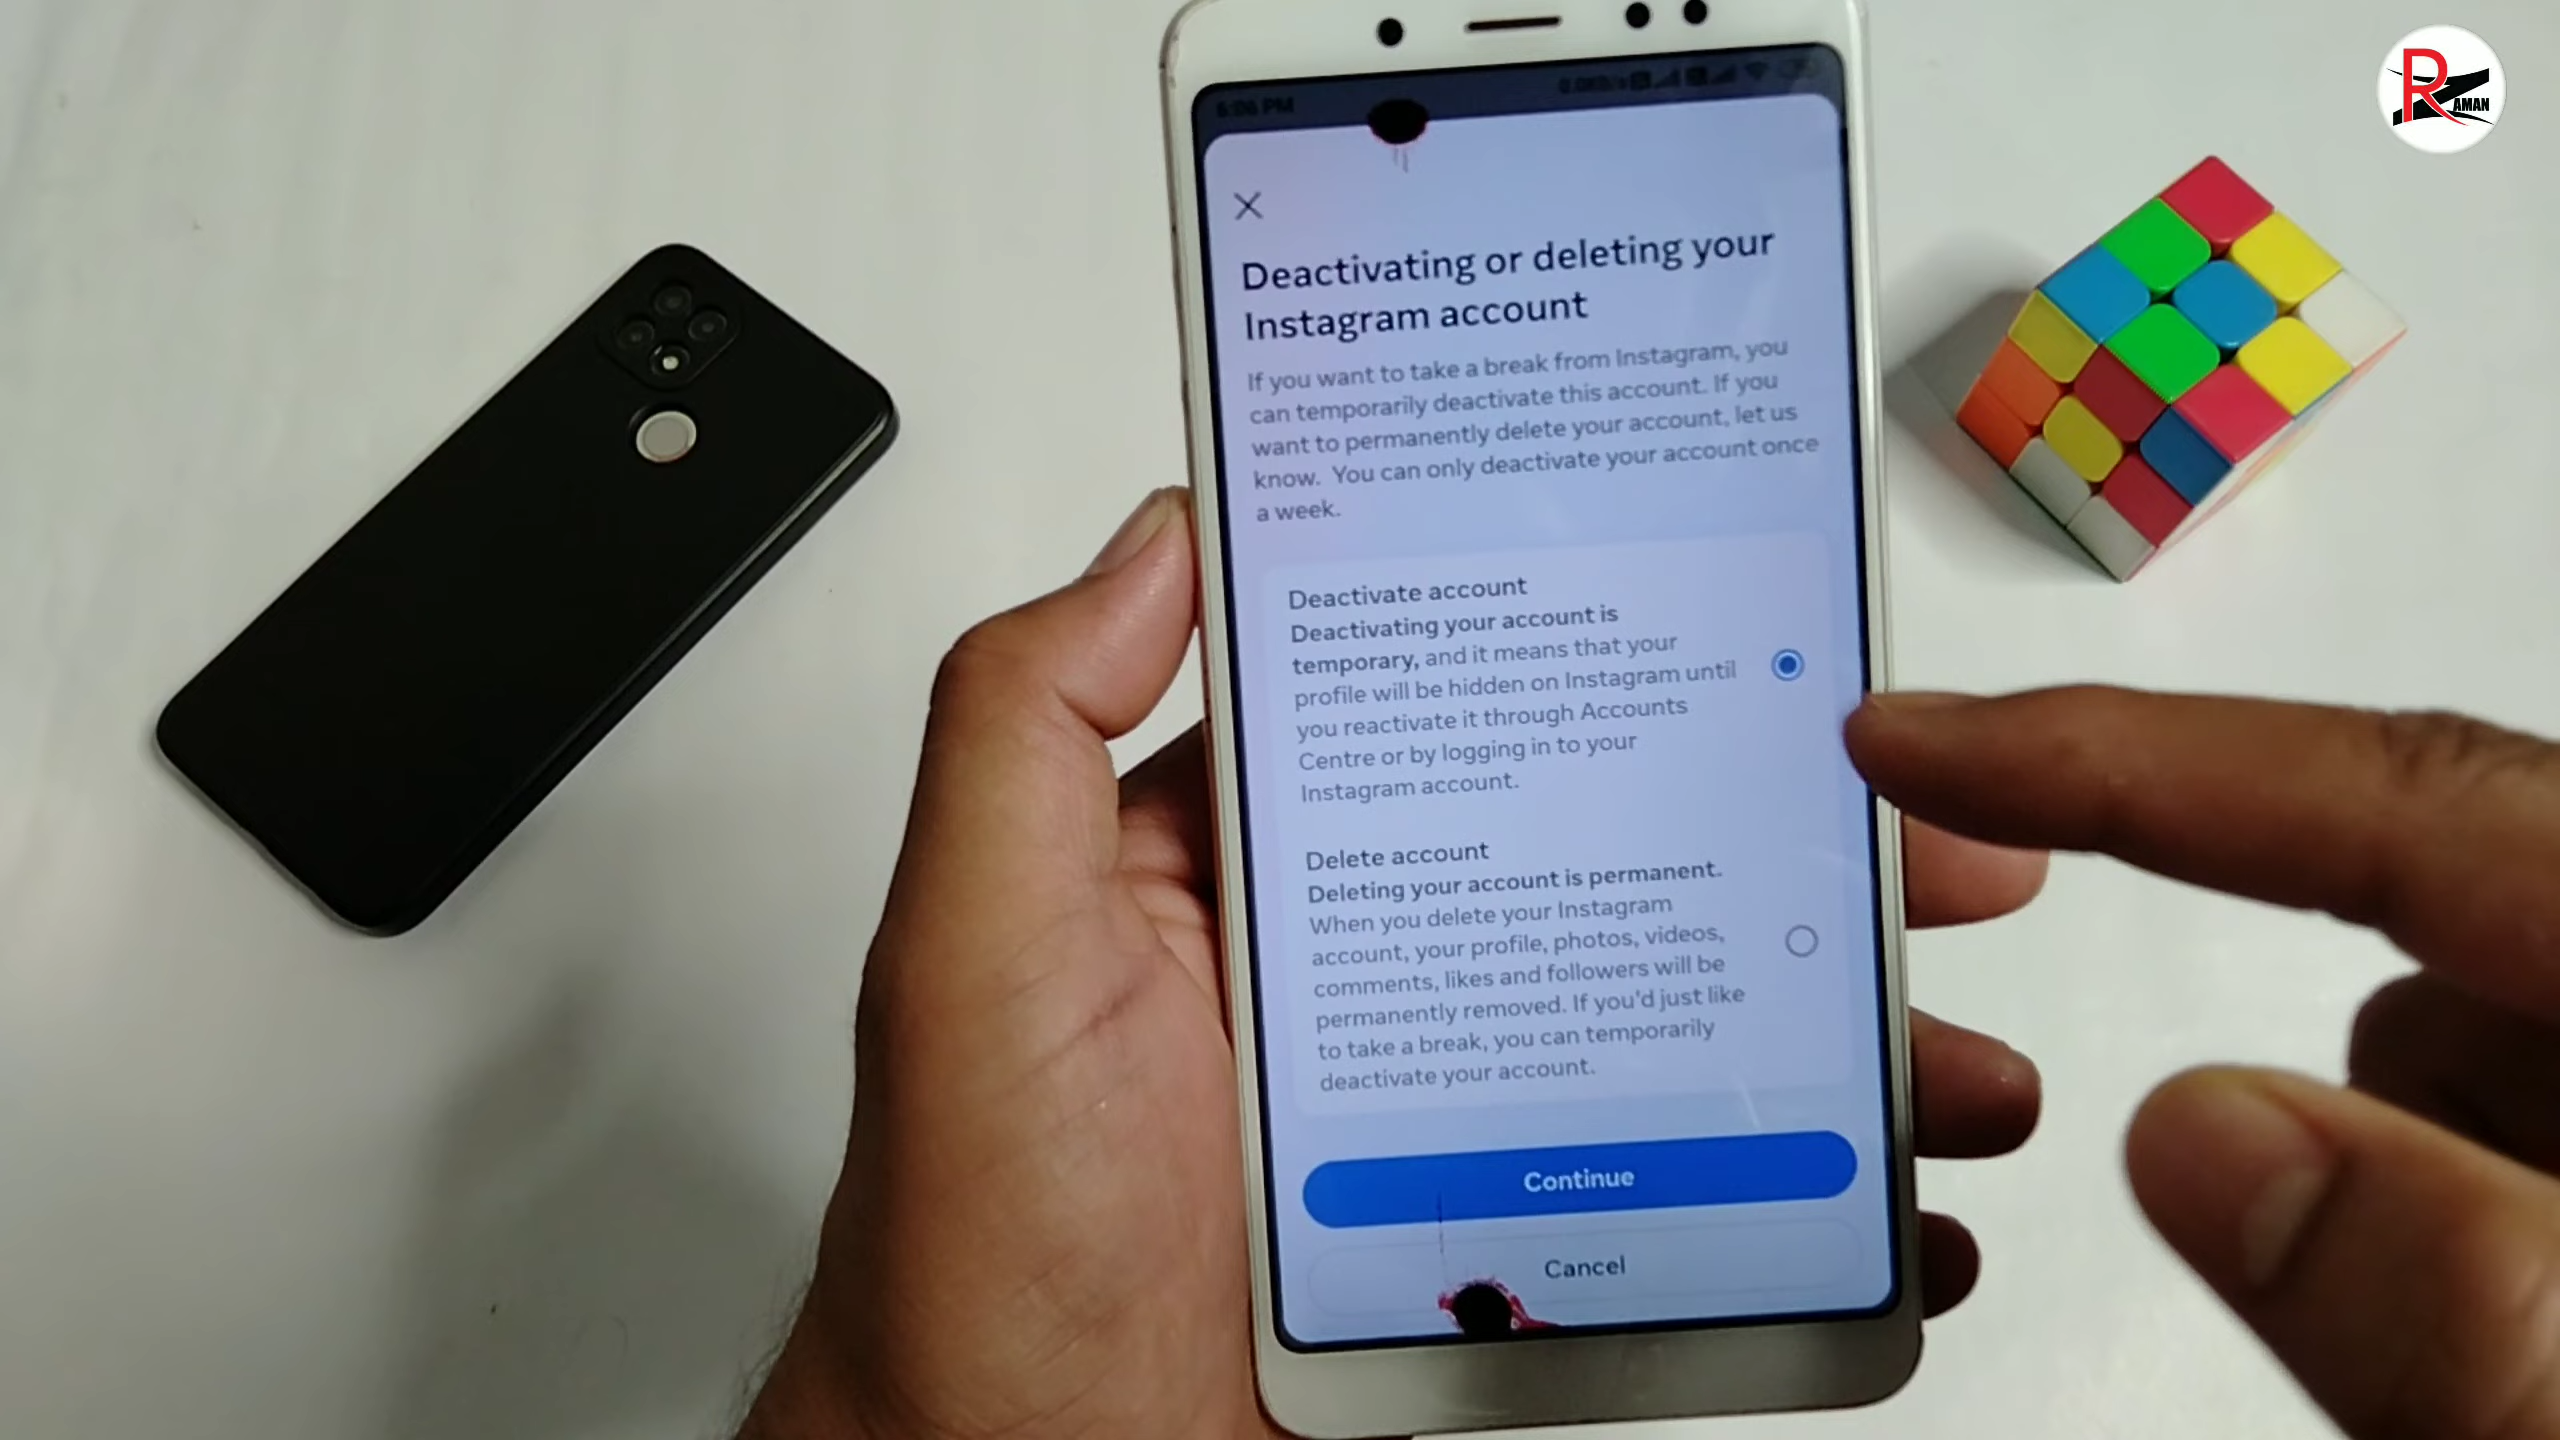 RAMAN
6:06 PM
Deactivating or deleting your
Instagram account
If you want to take a break from Instagram, you
can temporarily deactivate this account. If you
want to permanently delete your account, let us
know. You can only deactivate your account once
a week.
Deactivate account
Deactivating your account is
temporary, and it means that your
profile will be hidden on Instagram until
you reactivate it through Accounts
Centre or by logging in to your
Instagram account.
Delete account
Deleting your account is permanent.
When you delete your Instagram
account, your profile, photos, videos,
comments, likes and followers will be
permanently removed. If you'd just like
to take a break, you can temporarily
deactivate your account.
Continue
Cancel